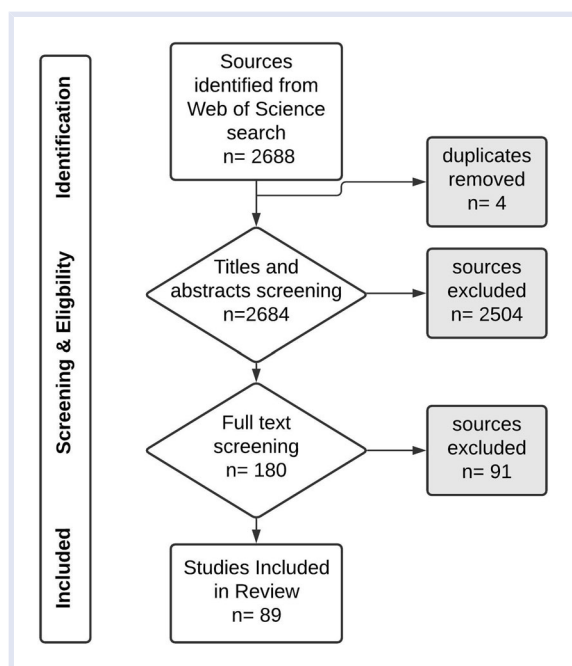 Identification
Sources
identified from
Web of Science
search
n= 2688
duplicates
removed
n= 4
Screening & Eligbility
Titles and
abstracts screening
n=2684
sources
excluded
n= 2504
Full text
screening
n= 180
sources
excluded
n= 91
Included
Studies Included
in Review
n= 89